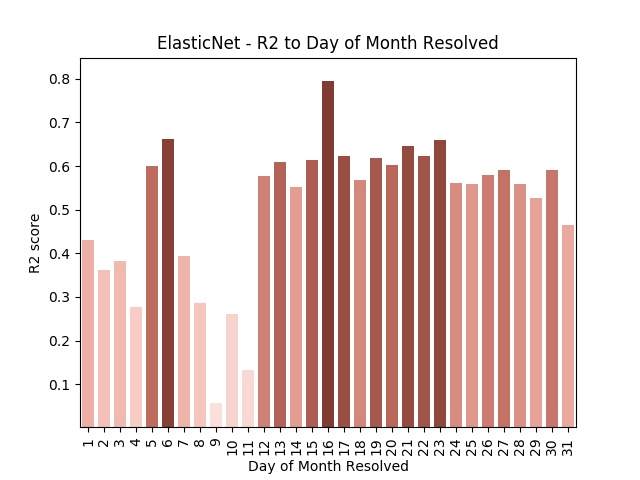 ElasticNet - R2 to Day of Month Resolved
0.8
0.7
0.6
0.5
0.4
0.3
0.2
0.1
R2 score
1 2 3 4 5 6 7 8 9 10 11 12 13 14 15 16 17 18 19 20 21 22 23 24 25 26 27 28 29 30 31
Day of Month Resolved